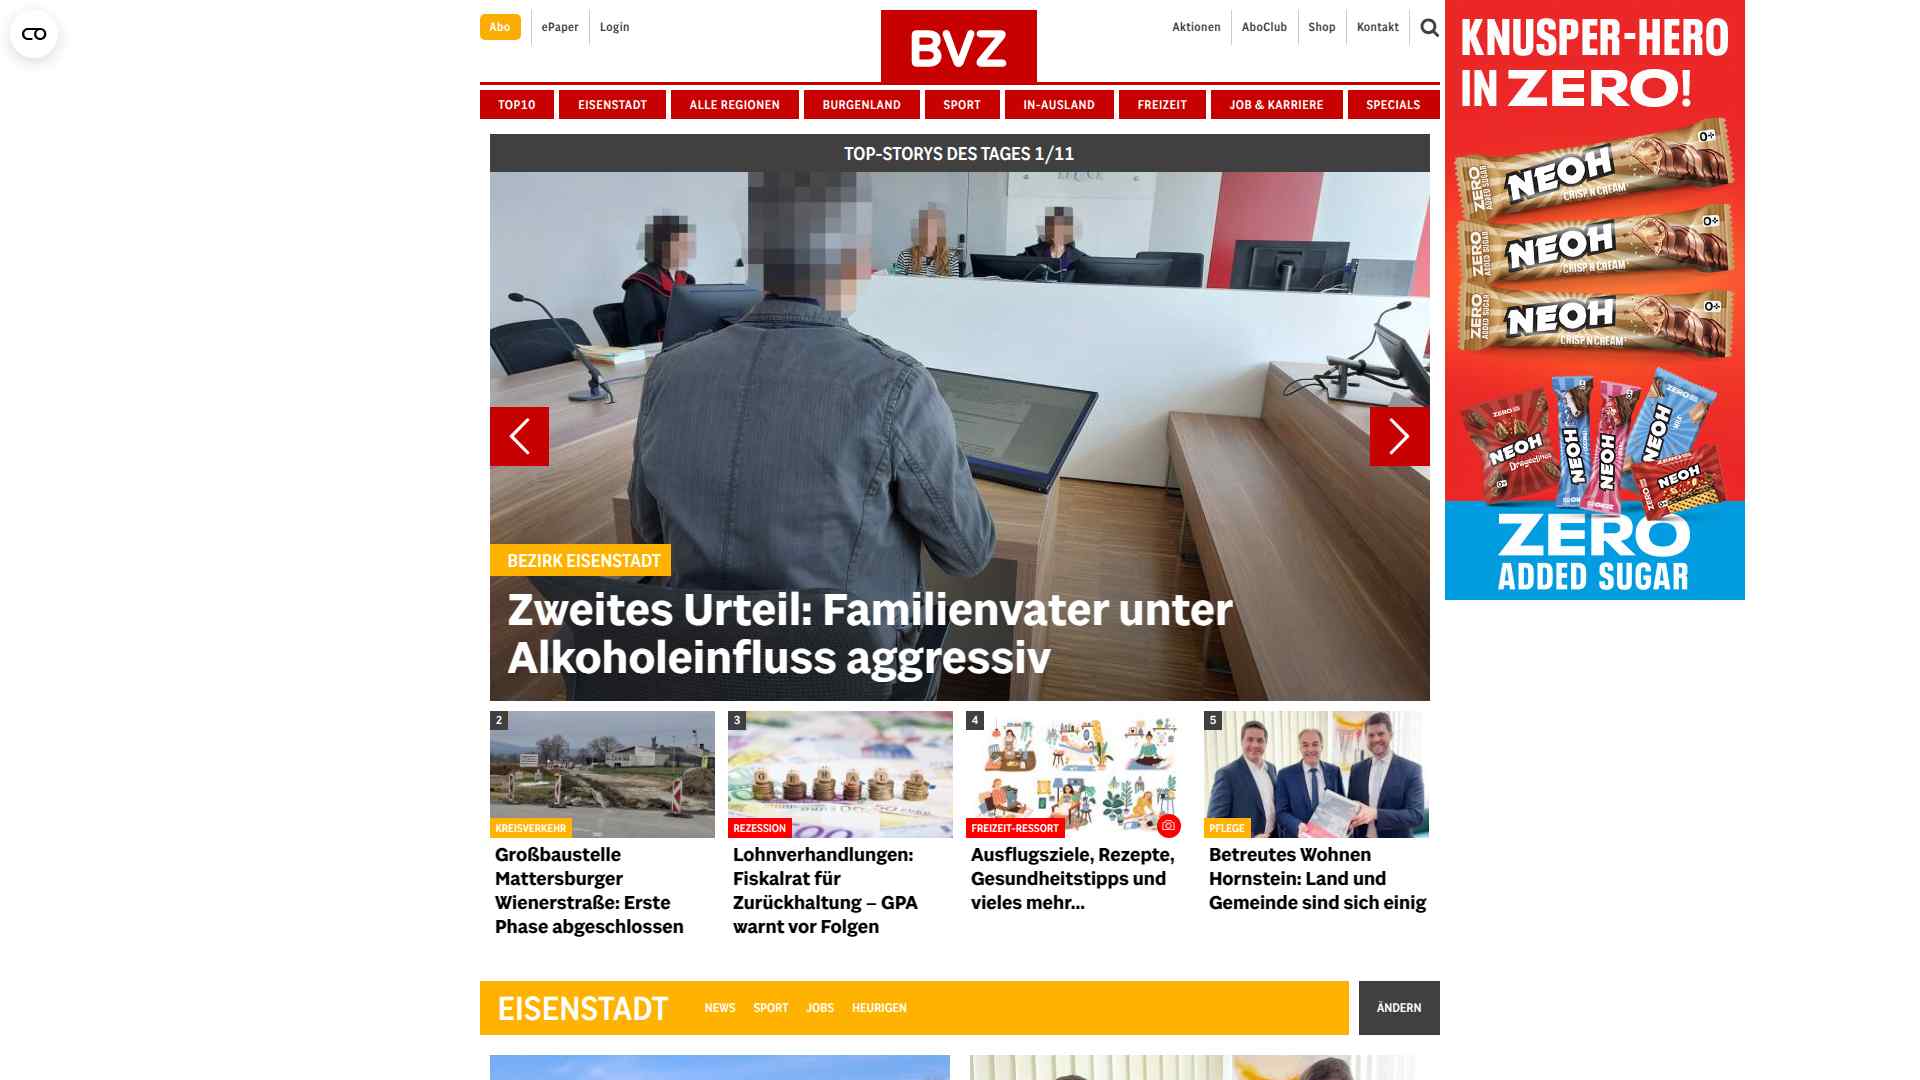 Abo
ePaper
Login
BVZ
Aktionen
AboClub
Shop
Kontakt
TOP10
EISENSTADT
ALLE REGIONEN
BURGENLAND
SPORT
IN-AUSLAND
FREIZEIT
JOB & KARRIERE
SPECIALS
TOP-STORYS DES TAGES 1/11
BEZIRK EISENSTADT
Zweites Urteil: Familienvater unter
Alkoholeinfluss aggressiv
2
KREISVERKEHR
Großbaustelle
Mattersburger
Wienerstraße: Erste
Phase abgeschlossen
3
REZESSION
Lohnverhandlungen:
Fiskalrat für
Zurückhaltung – GPA
warnt vor Folgen
4
FREIZEIT-RESSORT
Ausflugsziele, Rezepte,
Gesundheitstipps und
vieles mehr...
5
PFLEGE
Betreutes Wohnen
Hornstein: Land und
Gemeinde sind sich einig
EISENSTADT
NEWS
SPORT
JOBS
HEURIGEN
ÄNDERN
KNUSPER-HERO
IN ZERO!
ZERO
ADDED SUGAR
NEOH
CRISP N CREAM
ZERO
ADDED SUGAR
NEOH
CRISP N CREAM
ZERO
ADDED SUGAR
NEOH
CRISP N CREAM
NEOH
NEOH
NEOH
NEOH
NEOH
ZERO
ADDED SUGAR